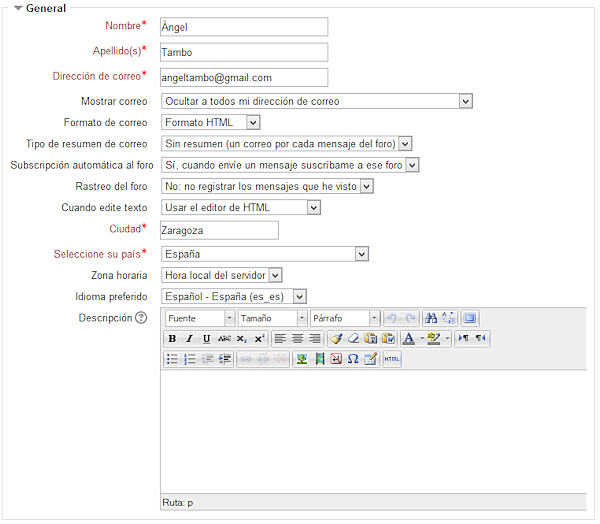 General
Nombre* Ángel
Apellido(s)* Tambo
Dirección de correo* angeltambo@gmail.com
Mostrar correo Ocultar a todos mi dirección de correo
Formato de correo Formato HTML
Tipo de resumen de correo Sin resumen (un correo por cada mensaje del foro)
Subscripción automática al foro Sí, cuando envíe un mensaje suscríbame a ese foro
Rastreo del foro No: no registrar los mensajes que he visto
Cuando edite texto Usar el editor de HTML
Ciudad* Zaragoza
Seleccione su país* España
Zona horaria Hora local del servidor
Idioma preferido Español - España (es_es)
Descripción ? Fuente Tamaño Párrafo
B I U ABC X₂ X² A ab ¶ ¶
Ω HTML
Ruta: p